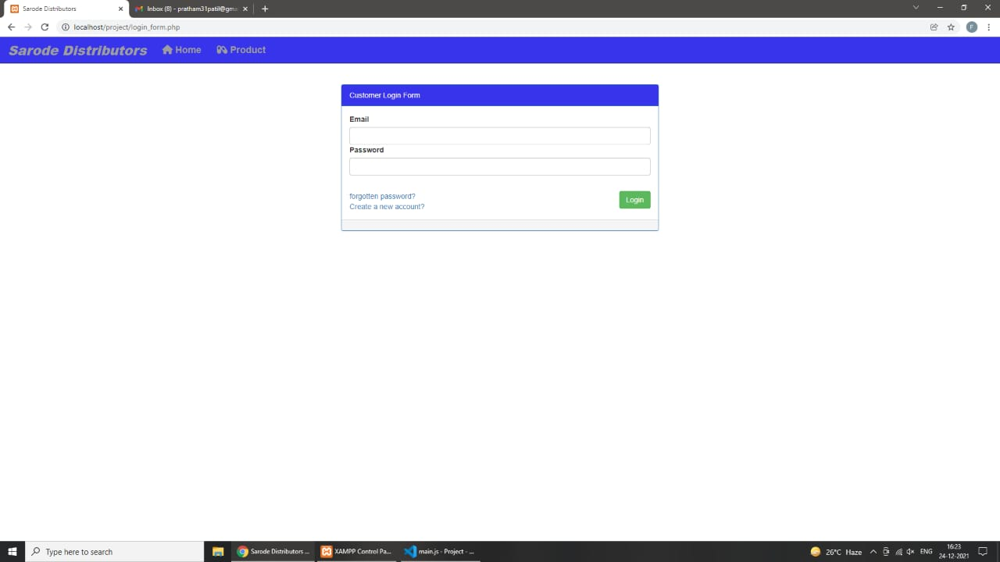 Sarode Distributors
Inbox (8) - pratham31patil@gma
localhost/project/login_form.php
F
Sarode Distributors Home Product
Customer Login Form
Email
Password
forgotten password?
Create a new account?
Login
Type here to search
Sarode Distributors ...
XAMPP Control Pa...
main.js - Project - ...
26°C Haze
ENG
16:23
24-12-2021